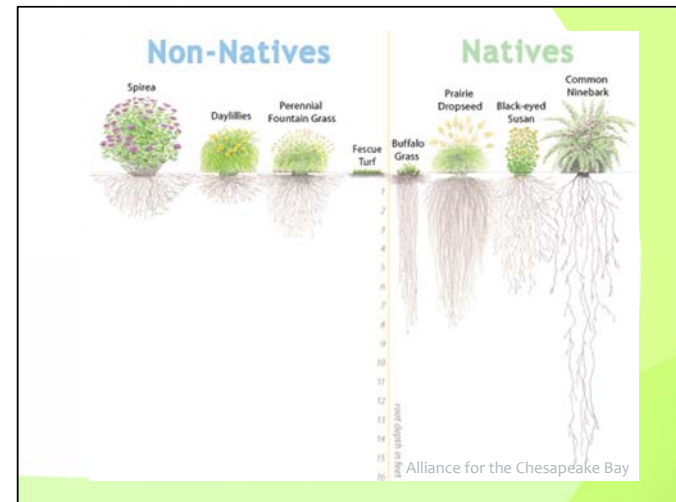 Non-Natives
Natives
Spirea
Daylillies
Perennial
Fountain Grass
Fescue
Turf
Buffalo
Grass
Prairie
Dropseed
Black-eyed
Susan
Common
Ninebark
1
2
3
4
5
6
7
8
9
10
11
12
13
14
15
16
root depth in feet
Alliance for the Chesapeake Bay